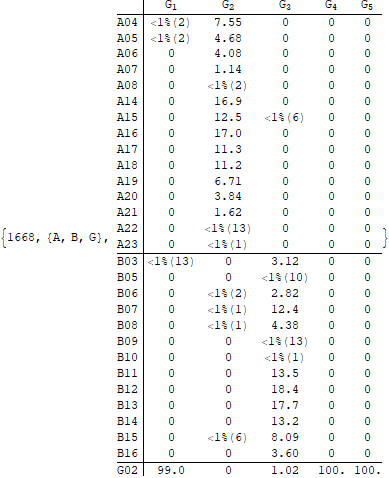 G1 G2 G3 G4 G5
A04 <1%(2) 7.55 0 0 0
A05 <1%(2) 4.68 0 0 0
A06 0 4.08 0 0 0
A07 0 1.14 0 0 0
A08 0 <1%(2) 0 0 0
A14 0 16.9 0 0 0
A15 0 12.5 <1%(6) 0 0
A16 0 17.0 0 0 0
A17 0 11.3 0 0 0
A18 0 11.2 0 0 0
A19 0 6.71 0 0 0
A20 0 3.84 0 0 0
A21 0 1.62 0 0 0
A22 0 <1%(13) 0 0 0
{1668, {A, B, G}, }
A23 0 <1%(1) 0 0 0
B03 <1%(13) 0 3.12 0 0
B05 0 0 <1%(10) 0 0
B06 0 <1%(2) 2.82 0 0
B07 0 <1%(1) 12.4 0 0
B08 0 <1%(1) 4.38 0 0
B09 0 0 <1%(13) 0 0
B10 0 0 <1%(1) 0 0
B11 0 0 13.5 0 0
B12 0 0 18.4 0 0
B13 0 0 17.7 0 0
B14 0 0 13.2 0 0
B15 0 <1%(6) 8.09 0 0
B16 0 0 3.60 0 0
G02 99.0 0 1.02 100. 100.